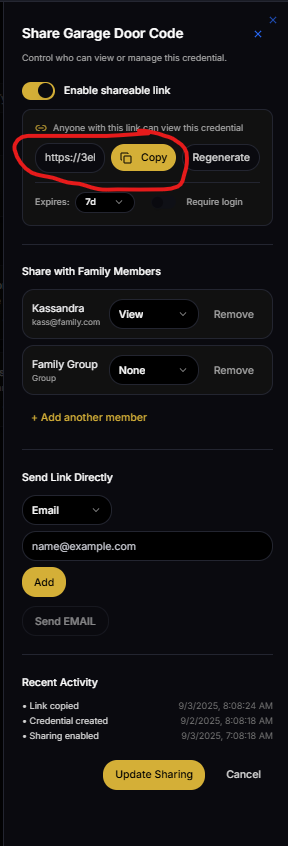 Share Garage Door Code
Control who can view or manage this credential.
Enable shareable link
Anyone with this link can view this credential
https://3el
Copy
Regenerate
Expires:
7d
Require login
Share with Family Members
Kassandra
kass@family.com
View
Remove
Family Group
Group
None
Remove
+ Add another member
Send Link Directly
Email
name@example.com
Add
Send EMAIL
Recent Activity
• Link copied 9/3/2025, 8:08:24 AM
• Credential created 9/2/2025, 8:08:18 AM
• Sharing enabled 9/3/2025, 7:08:18 AM
Update Sharing
Cancel